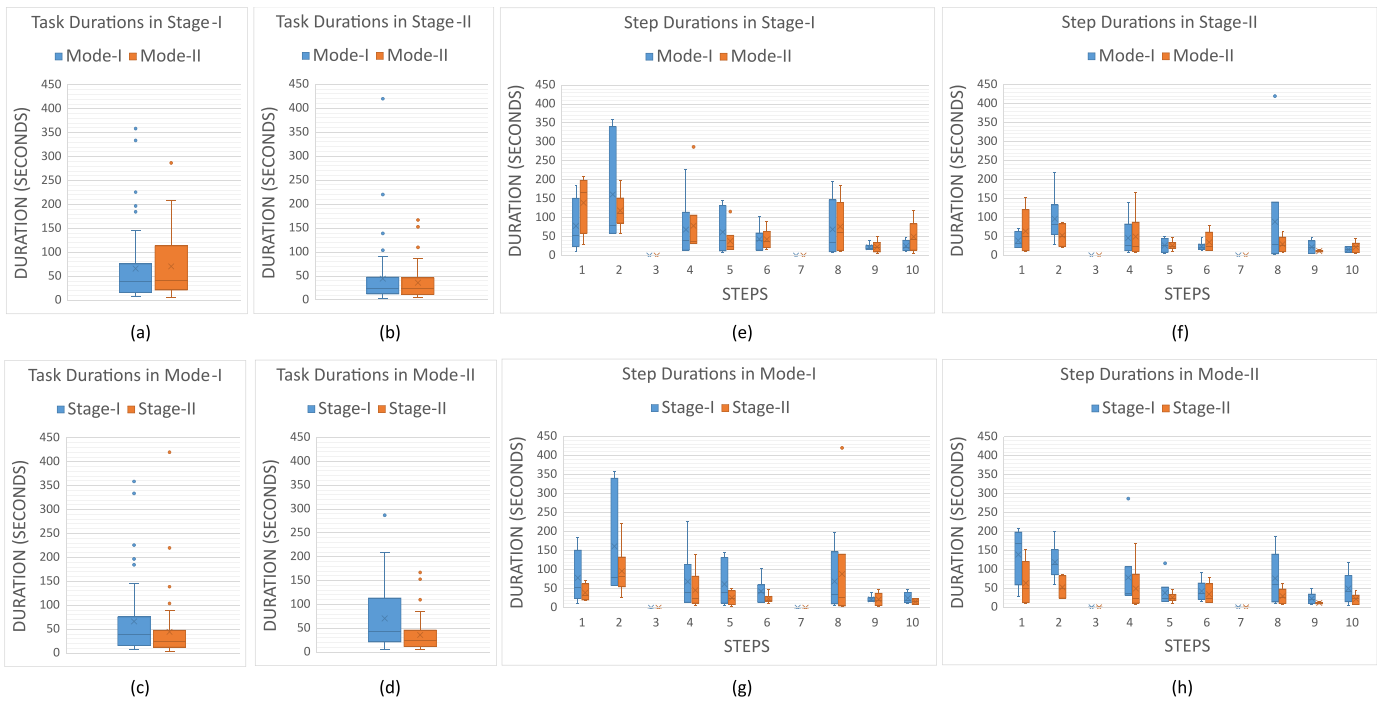 Task Durations in Stage-I
Mode-I Mode-II
DURATION (SECONDS)
450
400
350
300
250
200
150
100
50
0
(a)
Task Durations in Stage-II
Mode-I Mode-II
DURATION (SECONDS)
450
400
350
300
250
200
150
100
50
0
(b)
Step Durations in Stage-I
Mode-I Mode-II
DURATION (SECONDS)
450
400
350
300
250
200
150
100
50
0
1 2 3 4 5 6 7 8 9 10
STEPS
(e)
Step Durations in Stage-II
Mode-I Mode-II
DURATION (SECONDS)
450
400
350
300
250
200
150
100
50
0
1 2 3 4 5 6 7 8 9 10
STEPS
(f)
Task Durations in Mode-I
Stage-I Stage-II
DURATION (SECONDS)
450
400
350
300
250
200
150
100
50
0
(c)
Task Durations in Mode-II
Stage-I Stage-II
DURATION (SECONDS)
450
400
350
300
250
200
150
100
50
0
(d)
Step Durations in Mode-I
Stage-I Stage-II
DURATION (SECONDS)
450
400
350
300
250
200
150
100
50
0
1 2 3 4 5 6 7 8 9 10
STEPS
(g)
Step Durations in Mode-II
Stage-I Stage-II
DURATION (SECONDS)
450
400
350
300
250
200
150
100
50
0
1 2 3 4 5 6 7 8 9 10
STEPS
(h)